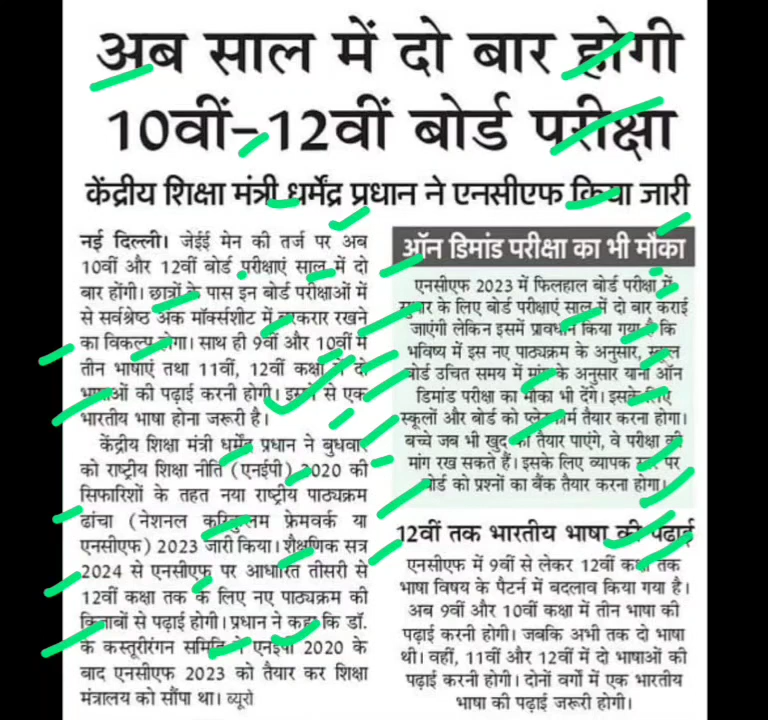 अब साल में दो बार होगी
10वीं-12वीं बोर्ड परीक्षा
केंद्रीय शिक्षा मंत्री धर्मेंद्र प्रधान ने एनसीएफ किया जारी
नई दिल्ली। जेईई मेन की तर्ज पर अब
10वीं और 12वीं बोर्ड परीक्षाएं साल में दो
बार होंगी। छात्रों के पास इन बोर्ड परीक्षाओं में
से सर्वश्रेष्ठ अंक मॉर्क्सशीट में बरकरार रखने
का विकल्प होगा। साथ ही 9वीं और 10वीं में
तीन भाषाएं तथा 11वीं, 12वीं कक्षा में दो
भाषाओं की पढ़ाई करनी होगी। इसमें से एक
भारतीय भाषा होना जरूरी है।
केंद्रीय शिक्षा मंत्री धर्मेंद्र प्रधान ने बुधवार
को राष्ट्रीय शिक्षा नीति (एनईपी) 2020 की
सिफारिशों के तहत नया राष्ट्रीय पाठ्यक्रम
ढांचा (नेशनल करिकुलम फ्रेमवर्क या
एनसीएफ) 2023 जारी किया। शैक्षणिक सत्र
2024 से एनसीएफ पर आधारित तीसरी से
12वीं कक्षा तक के लिए नए पाठ्यक्रम की
किताबों से पढ़ाई होगी। प्रधान ने कहा कि डॉ.
के कस्तूरीरंगन समिति ने एनईपी 2020 के
बाद एनसीएफ 2023 को तैयार कर शिक्षा
मंत्रालय को सौंपा था। ब्यूरो
ऑन डिमांड परीक्षा का भी मौका
एनसीएफ 2023 में फिलहाल बोर्ड परीक्षा में
सुधार के लिए बोर्ड परीक्षाएं साल में दो बार कराई
जाएंगी लेकिन इसमें प्रावधान किया गया है कि
भविष्य में इस नए पाठ्यक्रम के अनुसार, स्कूल
बोर्ड उचित समय में मांग के अनुसार यानी ऑन
डिमांड परीक्षा का मौका भी देंगे। इसके लिए
स्कूलों और बोर्ड को प्लेटफॉर्म तैयार करना होगा।
बच्चे जब भी खुद को तैयार पाएंगे, वे परीक्षा की
मांग रख सकते हैं। इसके लिए व्यापक स्तर पर
बोर्ड को प्रश्नों का बैंक तैयार करना होगा।
12वीं तक भारतीय भाषा की पढ़ाई
एनसीएफ में 9वीं से लेकर 12वीं कक्षा तक
भाषा विषय के पैटर्न में बदलाव किया गया है।
अब 9वीं और 10वीं कक्षा में तीन भाषा की
पढ़ाई करनी होगी। जबकि अभी तक दो भाषा
थी। वहीं, 11वीं और 12वीं में दो भाषाओं की
पढ़ाई करनी होगी। दोनों वर्गों में एक भारतीय
भाषा की पढ़ाई जरूरी होगी।